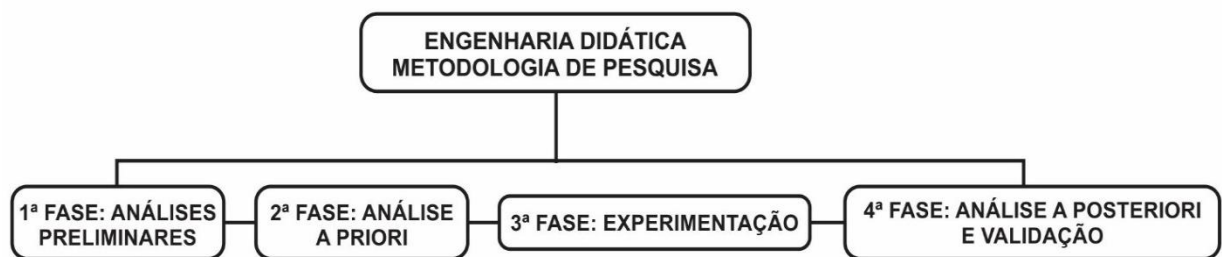 ENGENHARIA DIDÁTICA
METODOLOGIA DE PESQUISA
1ª FASE: ANÁLISES
PRELIMINARES
2ª FASE: ANÁLISE
A PRIORI
3ª FASE: EXPERIMENTAÇÃO
4ª FASE: ANÁLISE A POSTERIORI
E VALIDAÇÃO